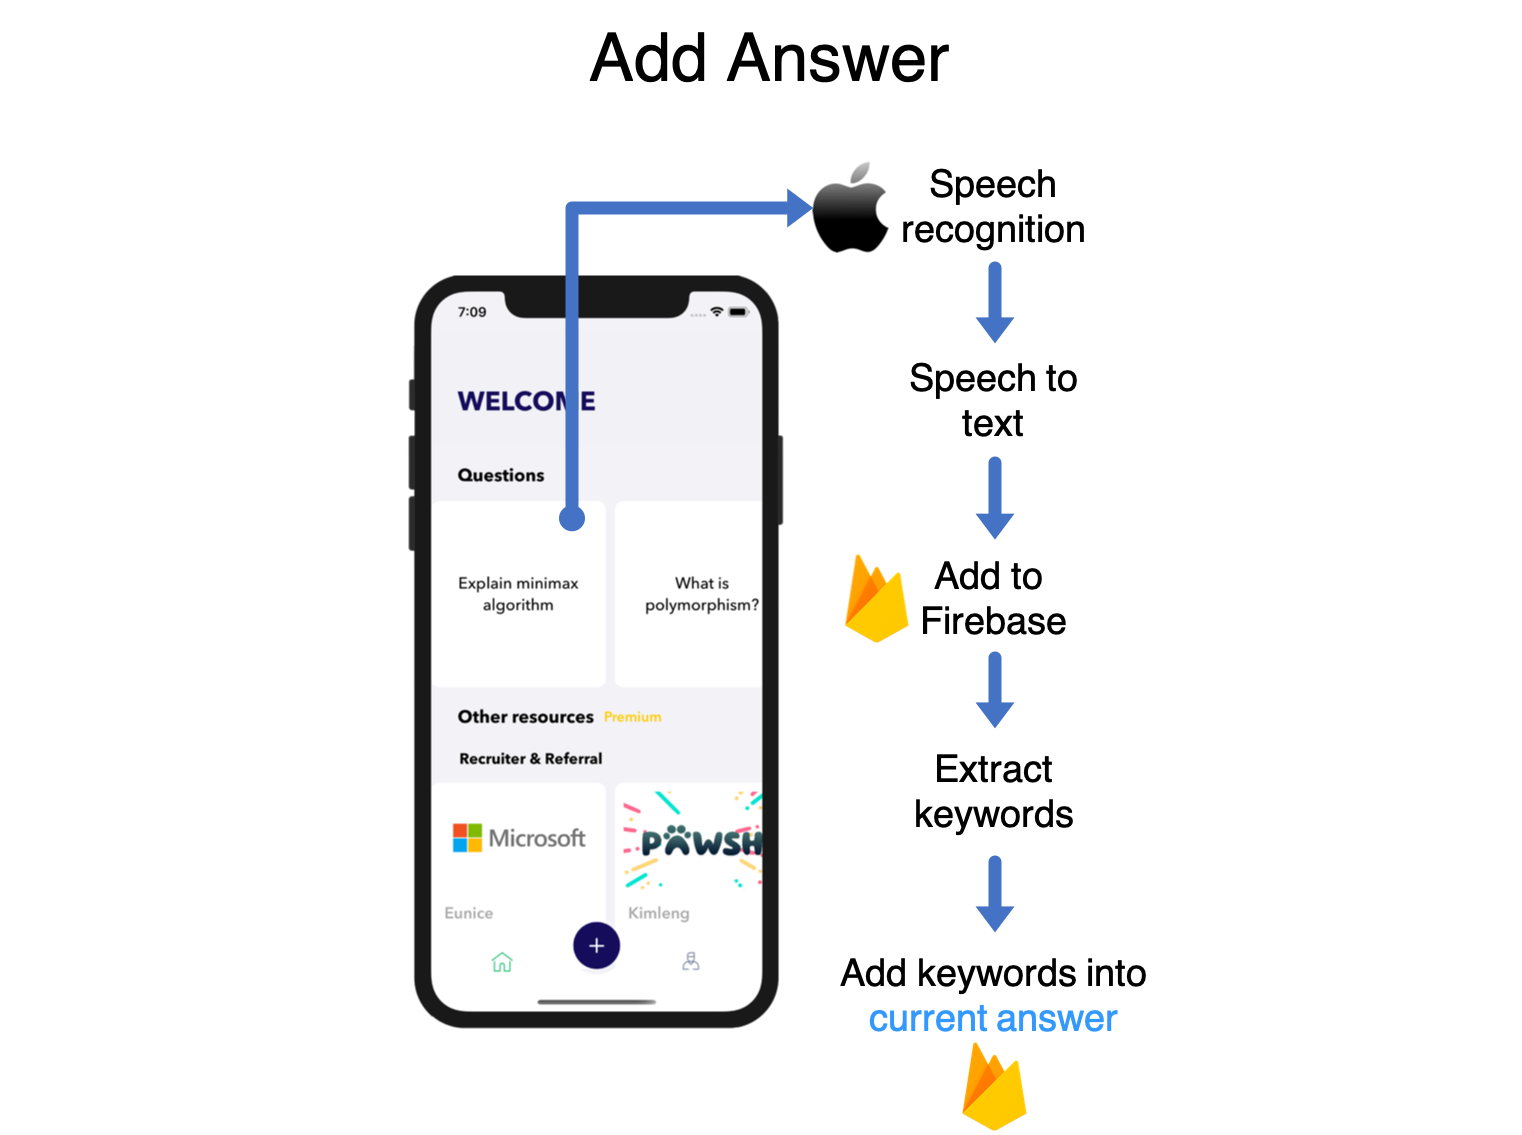 Add Answer
Speech
recognition
Speech to
text
Add to
Firebase
Extract
keywords
Add keywords into
current answer
7:09
WELCOME
Questions
Explain minimax
algorithm
What is
polymorphism?
Other resources Premium
Recruiter & Referral
Microsoft
PAWSH
Eunice
Kimleng